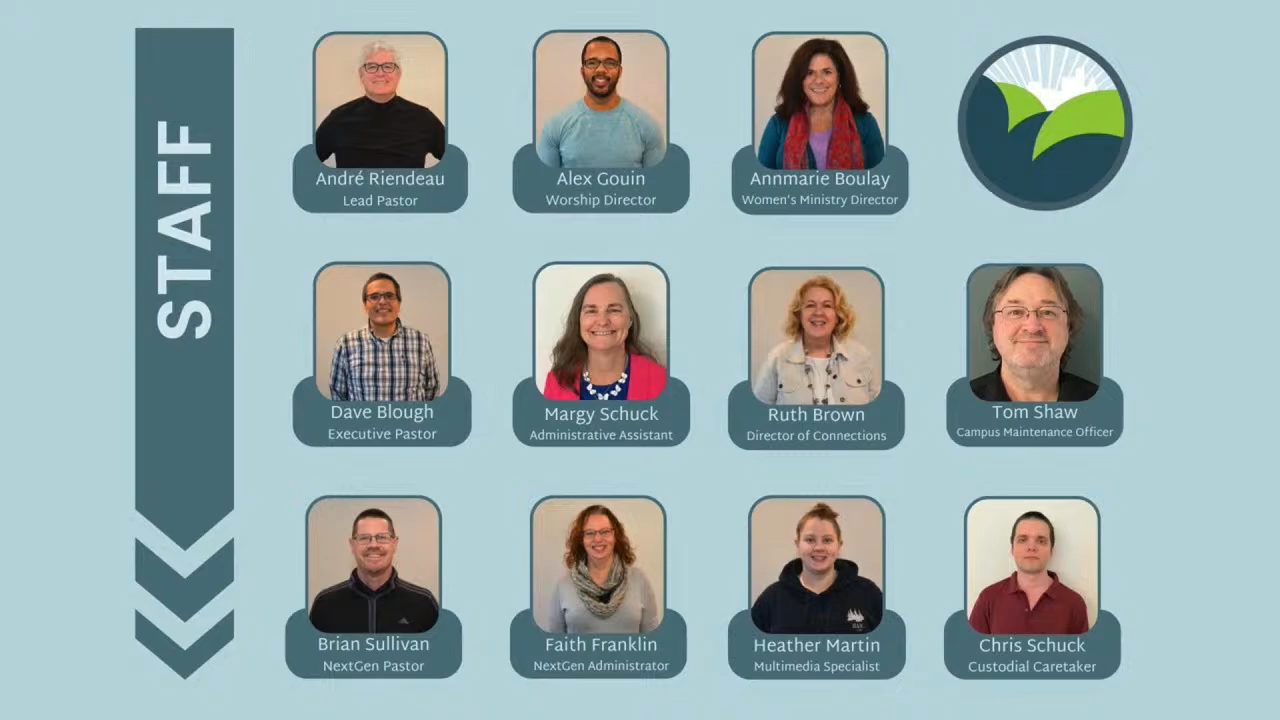 STAFF
André Riendeau
Lead Pastor
Alex Gouin
Worship Director
Annmarie Boulay
Women's Ministry Director
Dave Blough
Executive Pastor
Margy Schuck
Administrative Assistant
Ruth Brown
Director of Connections
Tom Shaw
Campus Maintenance Officer
Brian Sullivan
NextGen Pastor
Faith Franklin
NextGen Administrator
Heather Martin
Multimedia Specialist
Chris Schuck
Custodial Caretaker